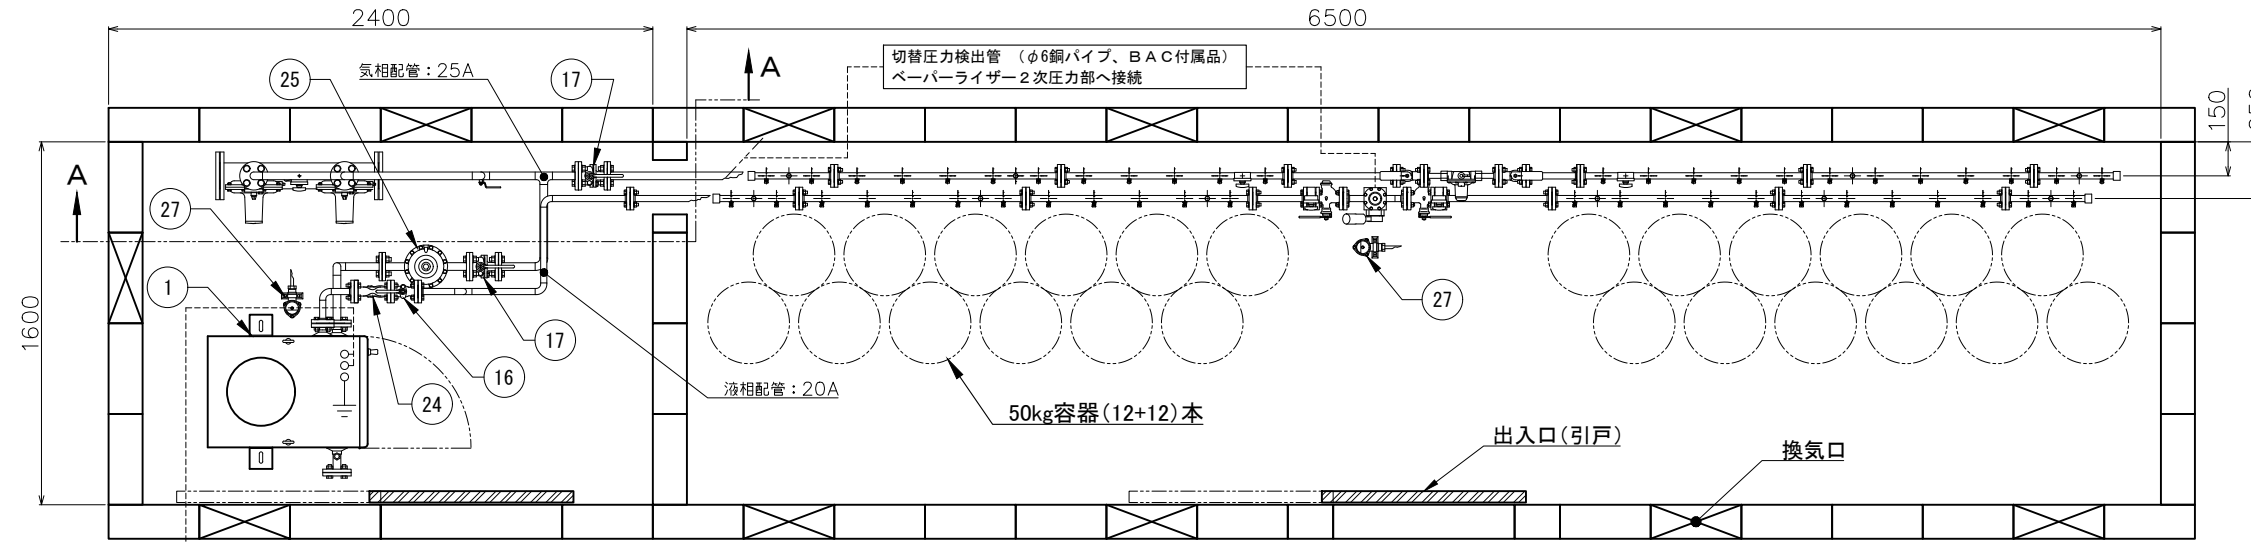 2400
6500
気相配管：25A
25
17
A
切替圧力検出管 （φ6銅パイプ、ＢＡＣ付属品）
ベーパーライザー２次圧力部へ接続
150
A
27
1
1600
27
17
16
24
液相配管：20A
50kg容器(12+12)本
出入口(引戸)
換気口